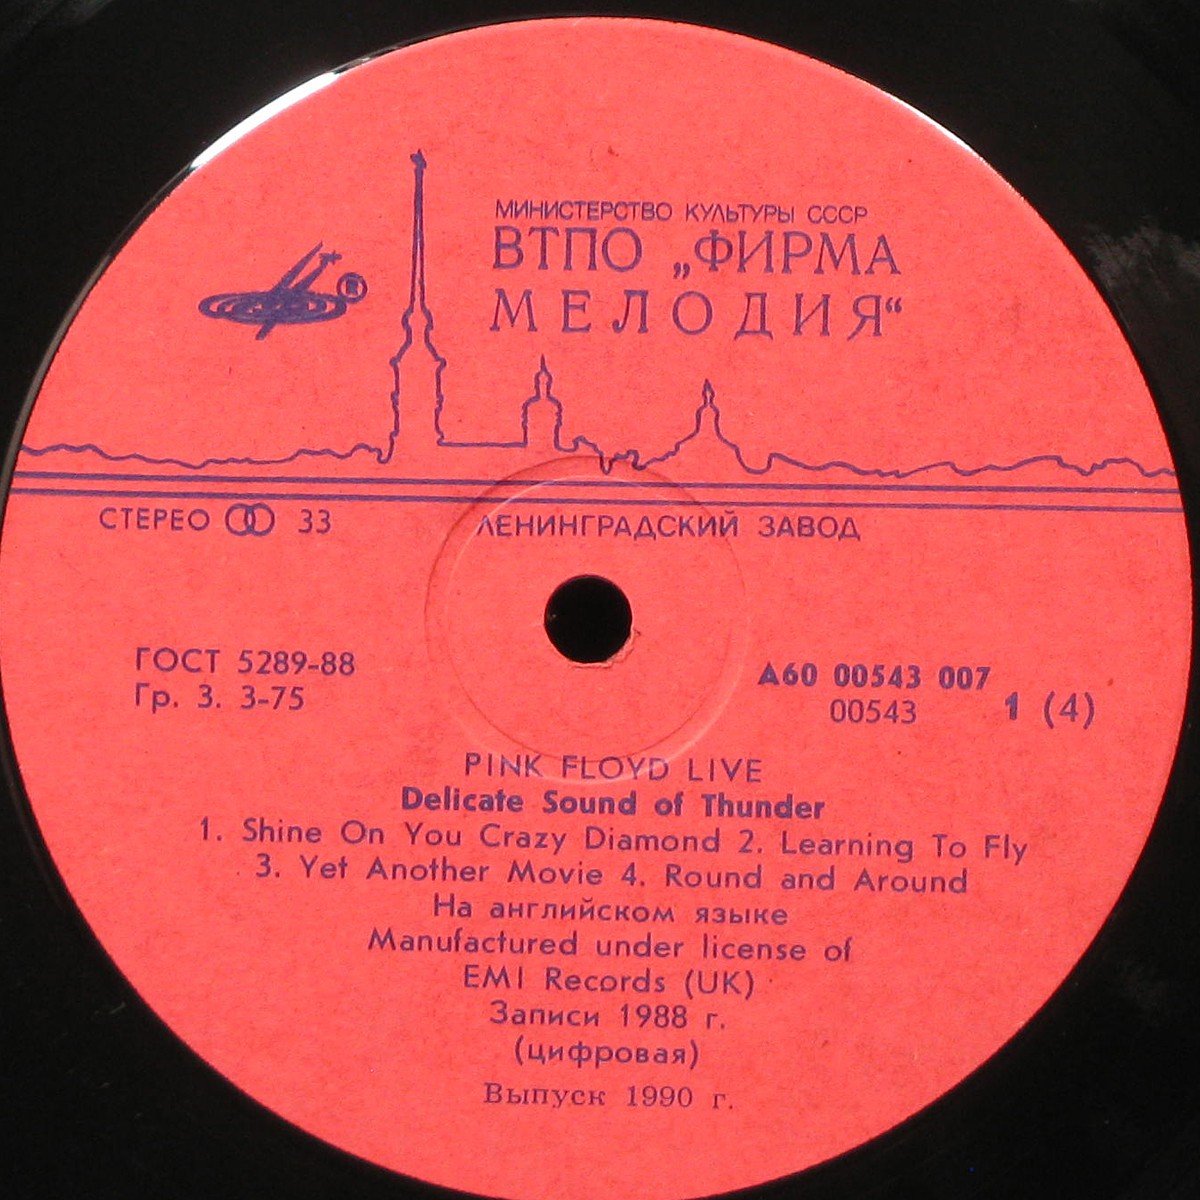 МИНИСТЕРСТВО КУЛЬТУРЫ СССР
ВТПО „ФИРМА
МЕЛОДИЯ“
®
СТЕРЕО 33
ЛЕНИНГРАДСКИЙ ЗАВОД
ГОСТ 5289-88
Гр. 3. 3-75
А60 00543 007
00543
1 (4)
PINK FLOYD LIVE
Delicate Sound of Thunder
1. Shine On You Crazy Diamond 2. Learning To Fly
3. Yet Another Movie 4. Round and Around
На английском языке
Manufactured under license of
EMI Records (UK)
Записи 1988 г.
(цифровая)
Выпуск 1990 г.